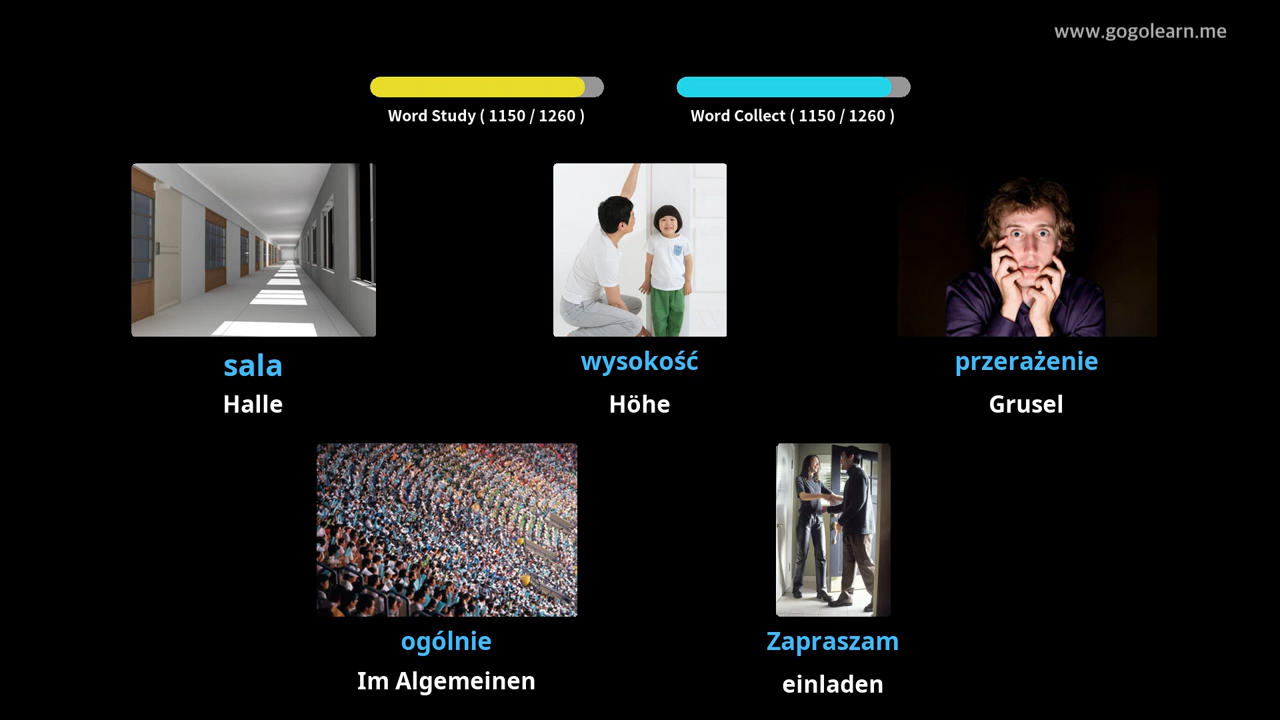 www.gogolearn.me
Word Study ( 1150 / 1260 )
Word Collect ( 1150 / 1260 )
sala
Halle
wysokość
Höhe
przerażenie
Grusel
ogólnie
Im Algemeinen
Zapraszam
einladen